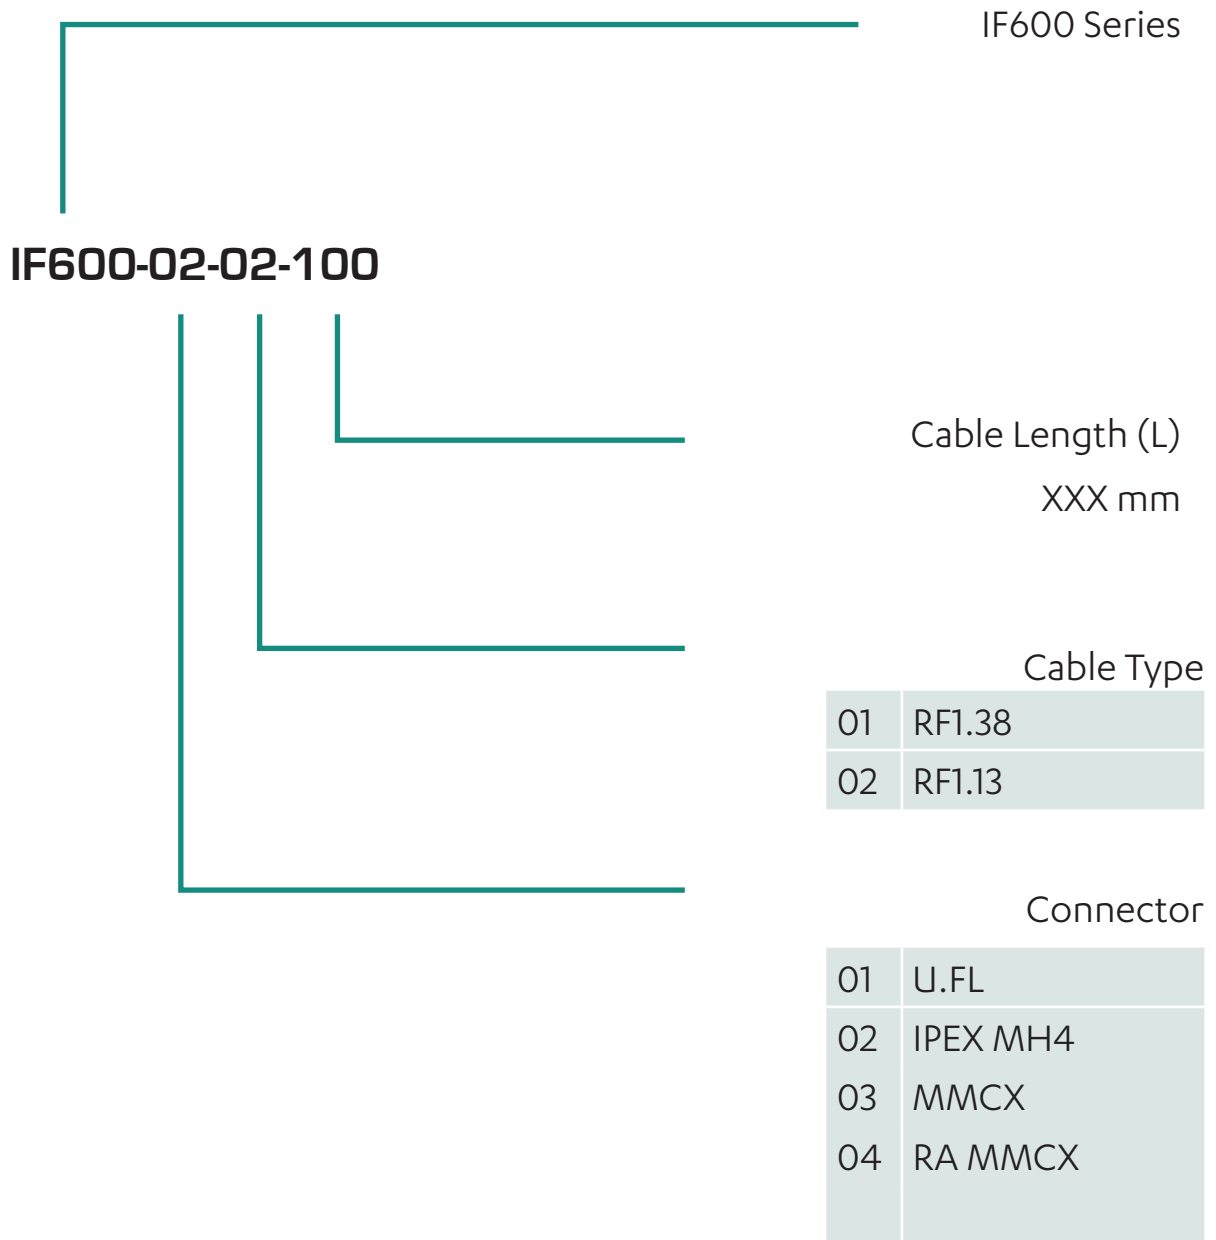 IF600 Series
IF600-02-02-100
Cable Length (L)
XXX mm
Cable Type
01 RF1.38
02 RF1.13
Connector
01 U.FL
02 IPEX MH4
03 MMCX
04 RA MMCX